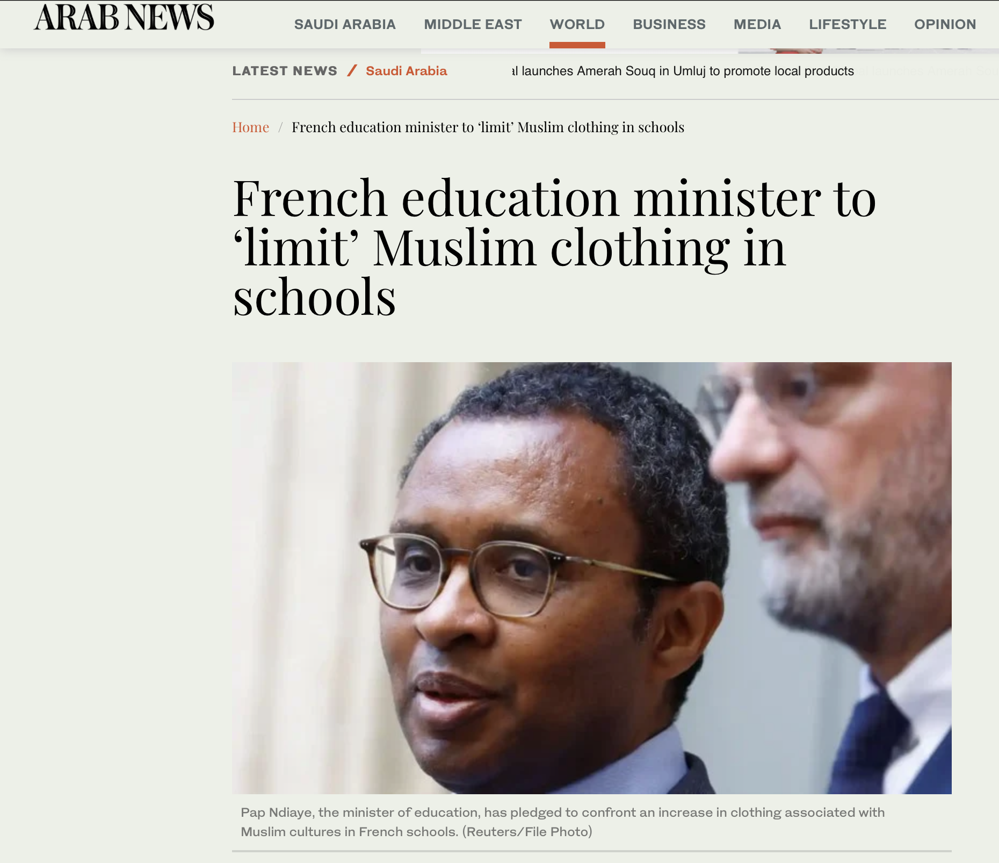 ARAB NEWS
SAUDI ARABIA MIDDLE EAST WORLD BUSINESS MEDIA LIFESTYLE OPINION
LATEST NEWS / Saudi Arabia launches Amerah Souq in Umluj to promote local products
Home / French education minister to ‘limit’ Muslim clothing in schools
French education minister to
‘limit’ Muslim clothing in
schools
Pap Ndiaye, the minister of education, has pledged to confront an increase in clothing associated with
Muslim cultures in French schools. (Reuters/File Photo)